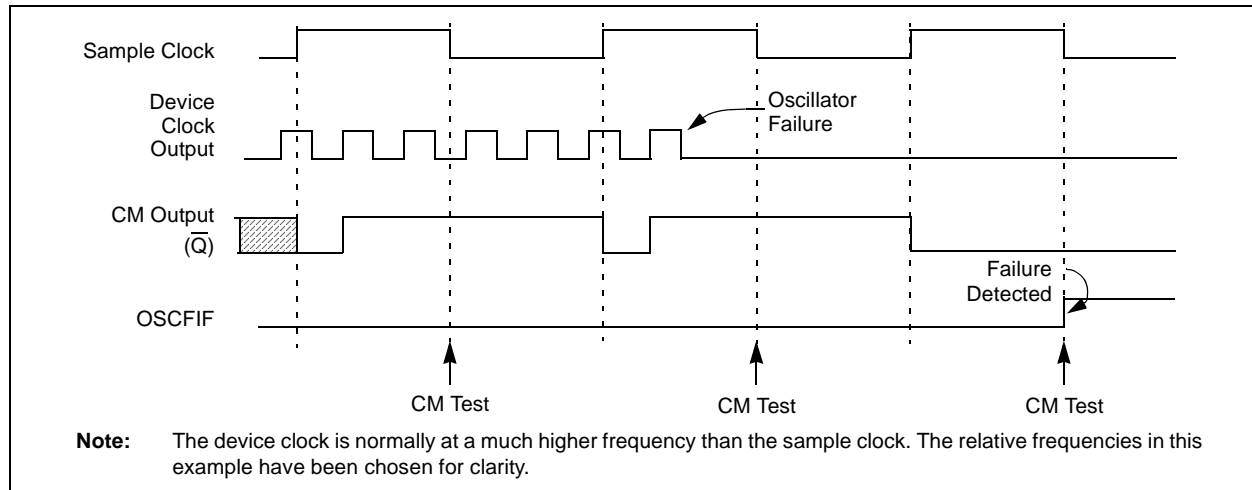 Sample Clock
Device
Clock
Output
Oscillator
Failure
CM Output
(Q̅)
Failure
Detected
OSCFIF
CM Test
CM Test
CM Test
Note: The device clock is normally at a much higher frequency than the sample clock. The relative frequencies in this
example have been chosen for clarity.